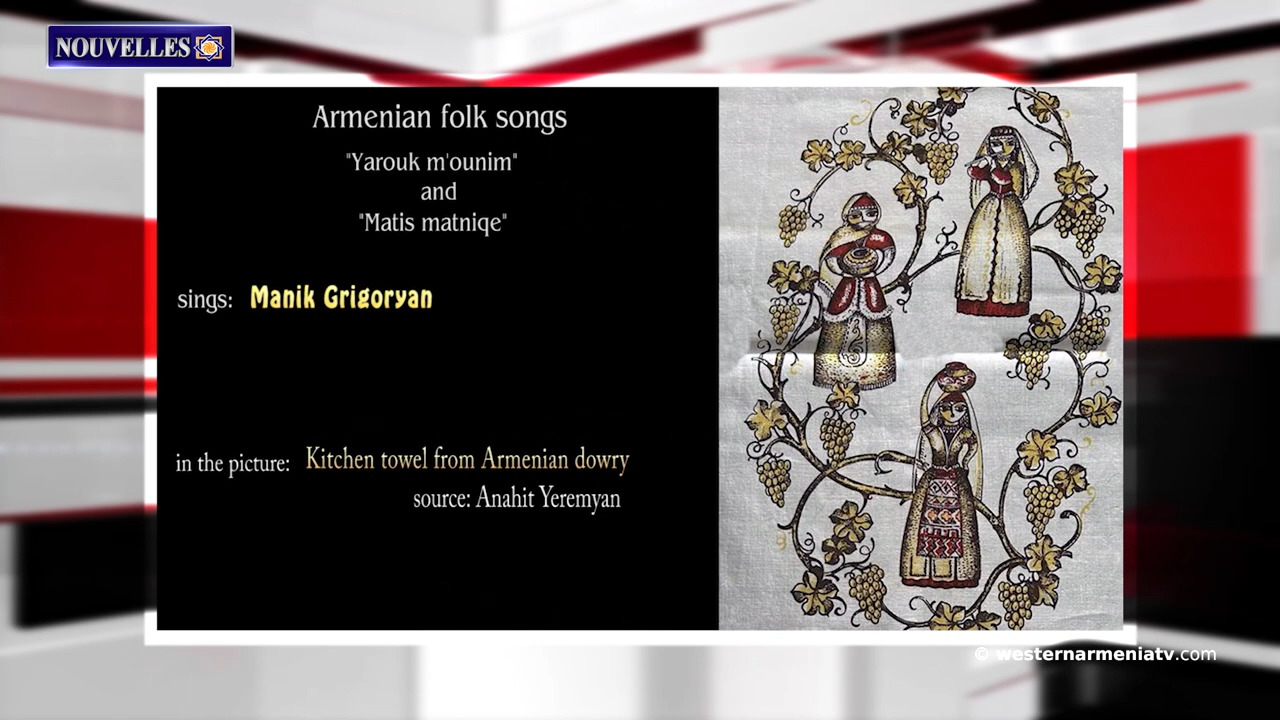 NOUVELLES
Armenian folk songs
"Yarouk m'ounim"
and
"Matis matniqe"
sings: Manik Grigoryan
in the picture: Kitchen towel from Armenian dowry
source: Anahit Yeremyan
© westernarmeniatv.com